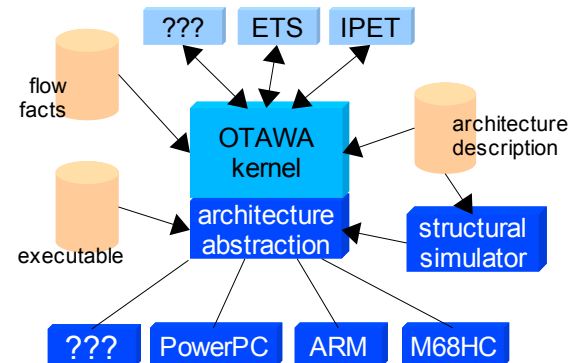 ??? ETS IPET
flow
facts
OTAWA
kernel
architecture
description
architecture
abstraction
executable
structural
simulator
??? PowerPC ARM M68HC